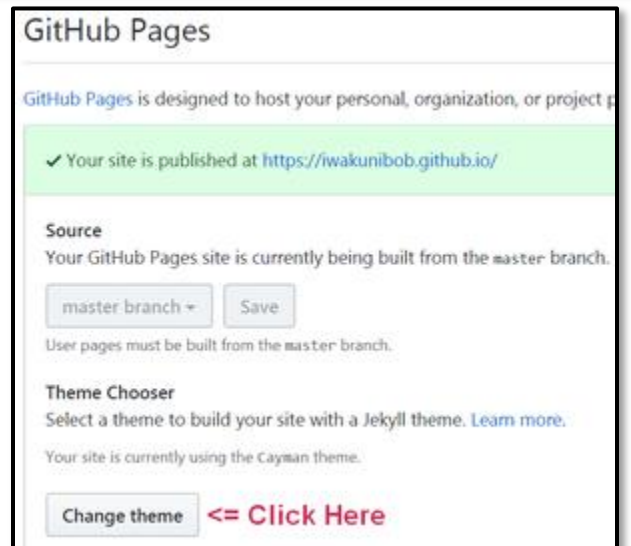 GitHub Pages
GitHub Pages is designed to host your personal, organization, or project p
✓ Your site is published at https://iwakunibob.github.io/
Source
Your GitHub Pages site is currently being built from the master branch.
master branch Save
User pages must be built from the master branch.
Theme Chooser
Select a theme to build your site with a Jekyll theme. Learn more.
Your site is currently using the Cayman theme.
Change theme <= Click Here